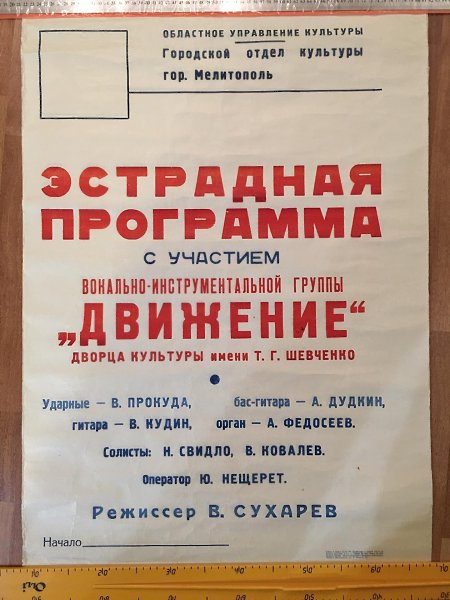 ОБЛАСТНОЕ УПРАВЛЕНИЕ КУЛЬТУРЫ
Городской отдел культуры
гор. Мелитополь
ЭСТРАДНАЯ
ПРОГРАММА
С УЧАСТИЕМ
ВОКАЛЬНО-ИНСТРУМЕНТАЛЬНОЙ ГРУППЫ
„ДВИЖЕНИЕ“
ДВОРЦА КУЛЬТУРЫ имени Т. Г. ШЕВЧЕНКО
Ударные – В. ПРОКУДА, бас-гитара – А. ДУДКИН,
гитара – В. КУДИН, орган – А. ФЕДОСЕЕВ.
Солисты: Н. СВИДЛО, В. КОВАЛЕВ.
Оператор Ю. НЕЩЕРЕТ.
Режиссер В. СУХАРЕВ
Начало